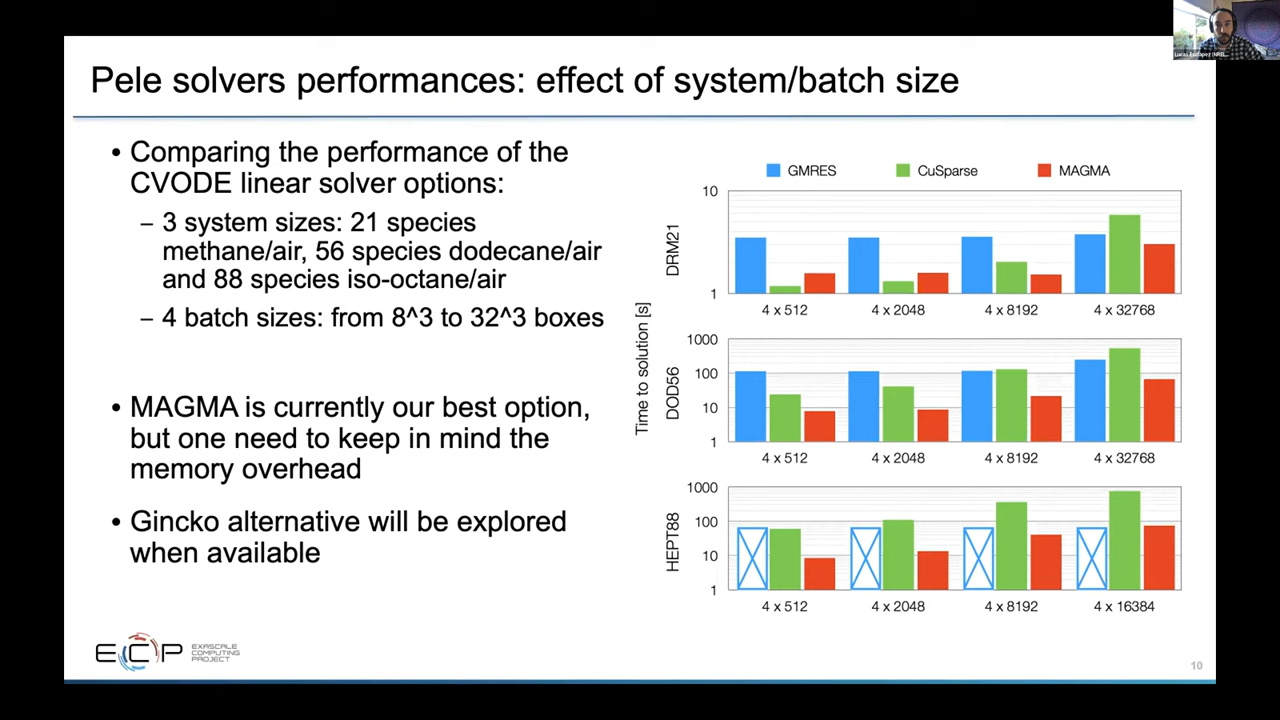 Pele solvers performances: effect of system/batch size
• Comparing the performance of the
CVODE linear solver options:
– 3 system sizes: 21 species
methane/air, 56 species dodecane/air
and 88 species iso-octane/air
– 4 batch sizes: from 8^3 to 32^3 boxes
• MAGMA is currently our best option,
but one need to keep in mind the
memory overhead
• Gincko alternative will be explored
when available
GMRES CuSparse MAGMA
Time to solution [s]
DRM21
10
1
4 x 512 4 x 2048 4 x 8192 4 x 32768
DOD56
1000
100
10
1
4 x 512 4 x 2048 4 x 8192 4 x 32768
HEPT88
1000
100
10
1
4 x 512 4 x 2048 4 x 8192 4 x 16384
ECP
EXASCALE
COMPUTING
PROJECT
10
Lucas